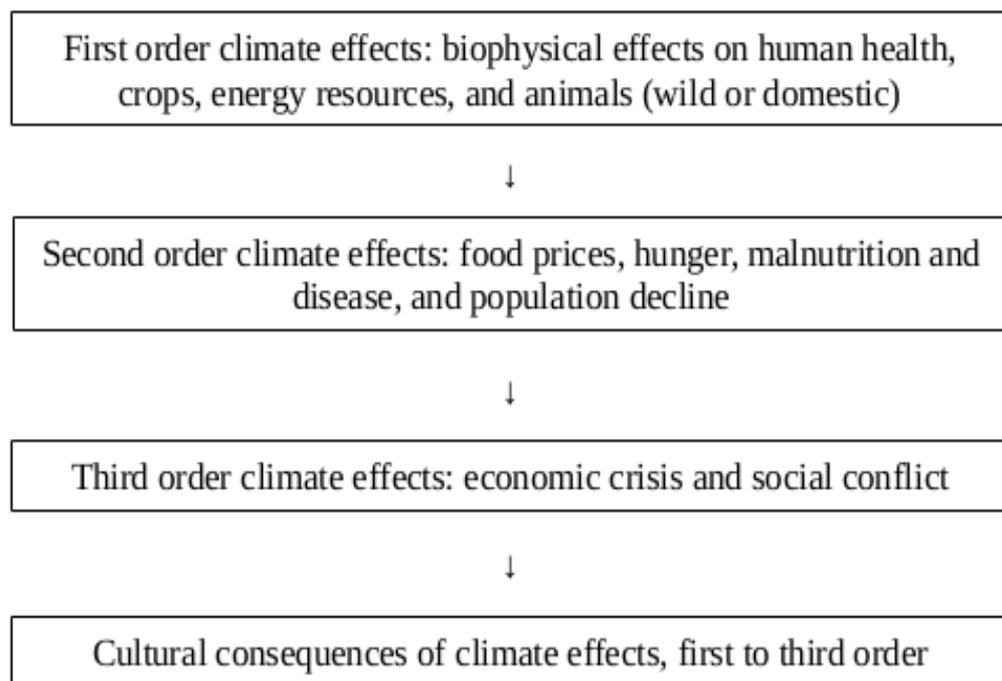 First order climate effects: biophysical effects on human health,
crops, energy resources, and animals (wild or domestic)
↓
Second order climate effects: food prices, hunger, malnutrition and
disease, and population decline
↓
Third order climate effects: economic crisis and social conflict
↓
Cultural consequences of climate effects, first to third order